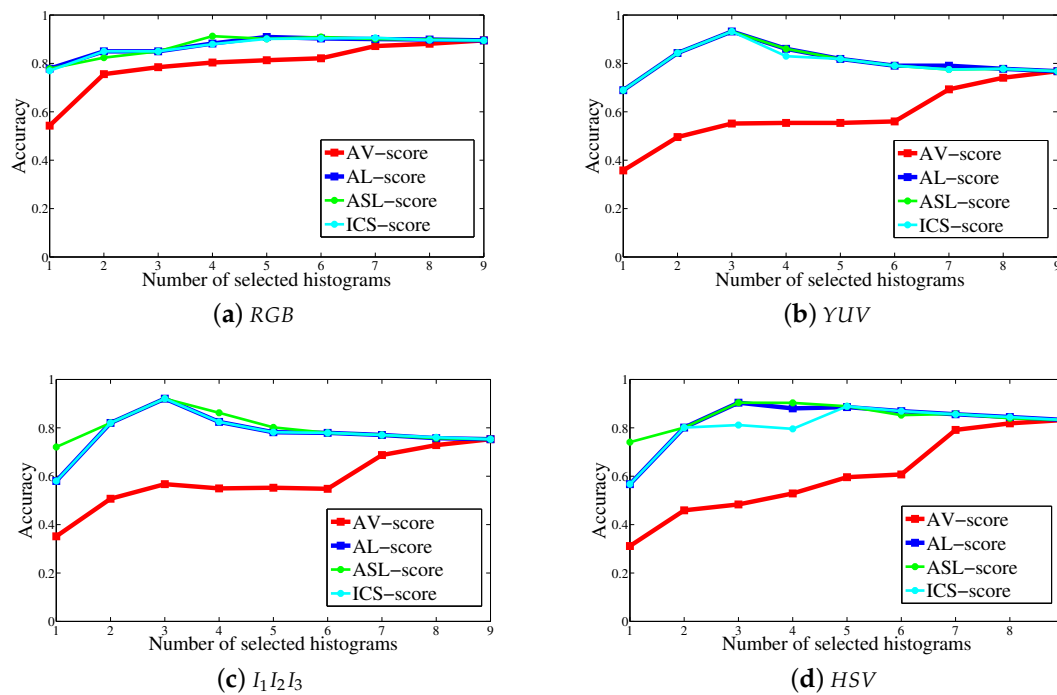 1
0.8
0.6
0.4
0.2
0
Accuracy
AV−score
AL−score
ASL−score
ICS−score
1 2 3 4 5 6 7 8 9
Number of selected histograms
(a) RGB
1
0.8
0.6
0.4
0.2
0
Accuracy
AV−score
AL−score
ASL−score
ICS−score
1 2 3 4 5 6 7 8 9
Number of selected histograms
(b) YUV
1
0.8
0.6
0.4
0.2
0
Accuracy
AV−score
AL−score
ASL−score
ICS−score
1 2 3 4 5 6 7 8 9
Number of selected histograms
(c) I₁I₂I₃
1
0.8
0.6
0.4
0.2
0
Accuracy
AV−score
AL−score
ASL−score
ICS−score
1 2 3 4 5 6 7 8
Number of selected histograms
(d) HSV